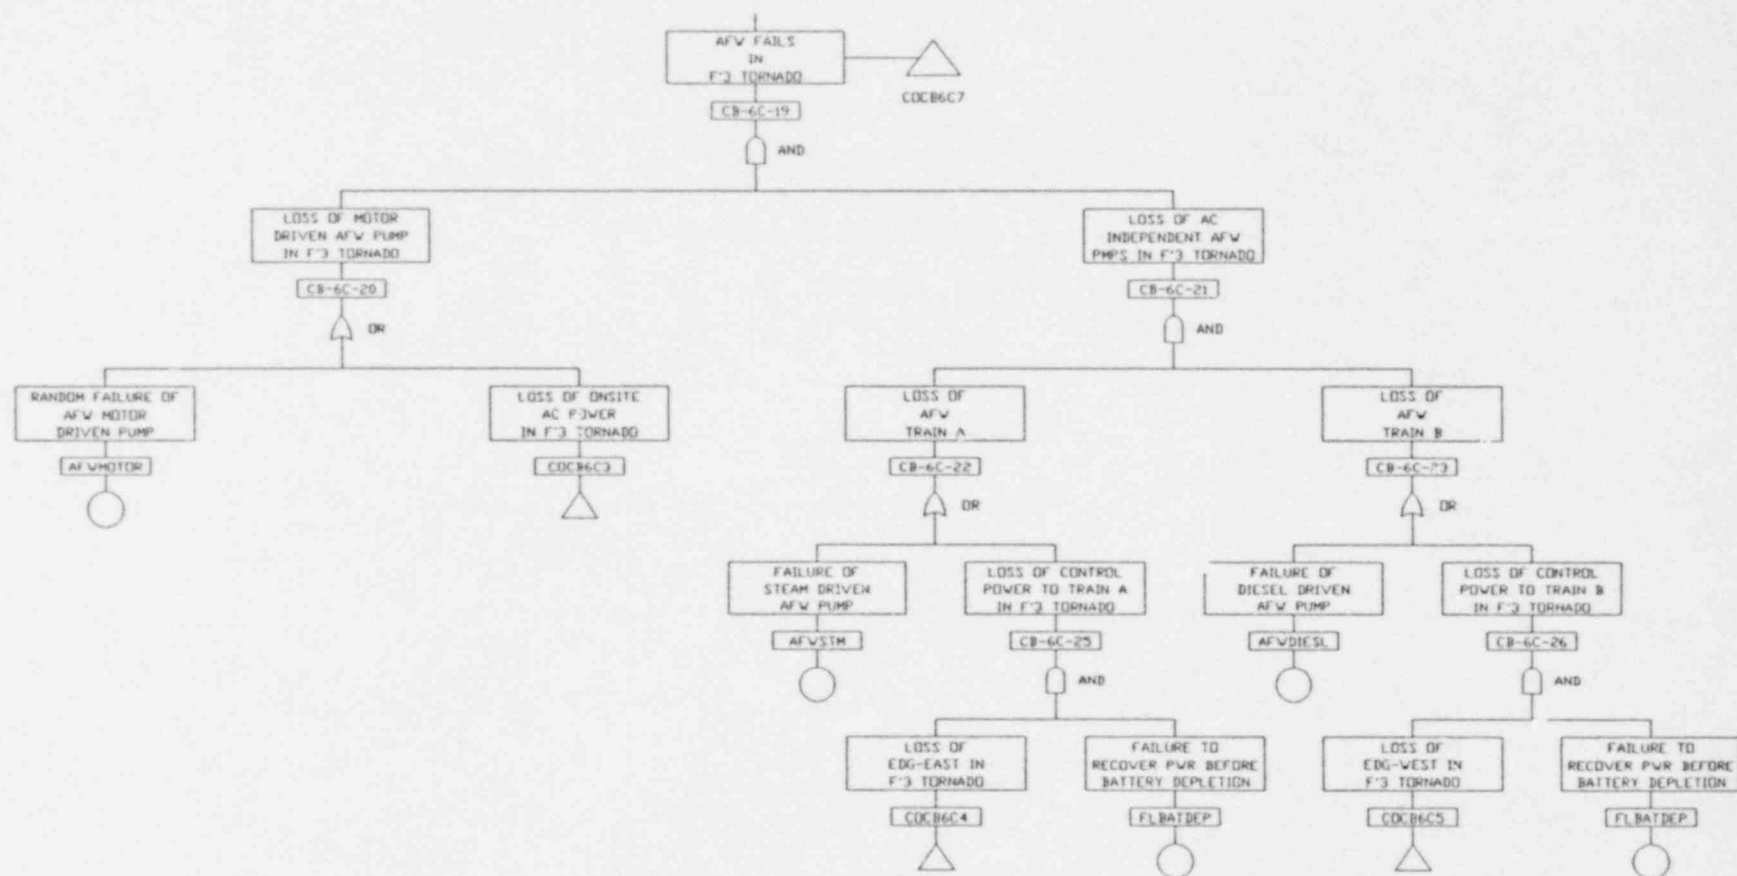 AFW FAILS
IN
F'3 TORNADO
COCB6C7
CB-6C-19
AND
LOSS OF MOTOR
DRIVEN AFW PUMP
IN F'3 TORNADO
CB-6C-20
OR
LOSS OF AC
INDEPENDENT AFW
PMPS IN F'3 TORNADO
CB-6C-21
AND
RANDOM FAILURE OF
AFW MOTOR
DRIVEN PUMP
AFWMOTOR
LOSS OF ONSITE
AC POWER
IN F'3 TORNADO
COCB6C3
LOSS OF
AFW
TRAIN A
CB-6C-22
OR
LOSS OF
AFW
TRAIN B
CB-6C-23
OR
FAILURE OF
STEAM DRIVEN
AFW PUMP
AFWSTM
LOSS OF CONTROL
POWER TO TRAIN A
IN F'3 TORNADO
CB-6C-25
AND
FAILURE OF
DIESEL DRIVEN
AFW PUMP
AFWDIESL
LOSS OF CONTROL
POWER TO TRAIN B
IN F'3 TORNADO
CB-6C-26
AND
LOSS OF
EDG-EAST IN
F'3 TORNADO
COCB6C4
FAILURE TO
RECOVER PWR BEFORE
BATTERY DEPLETION
FLBATDEP
LOSS OF
EDG-WEST IN
F'3 TORNADO
COCB6C5
FAILURE TO
RECOVER PWR BEFORE
BATTERY DEPLETION
FLBATDEP